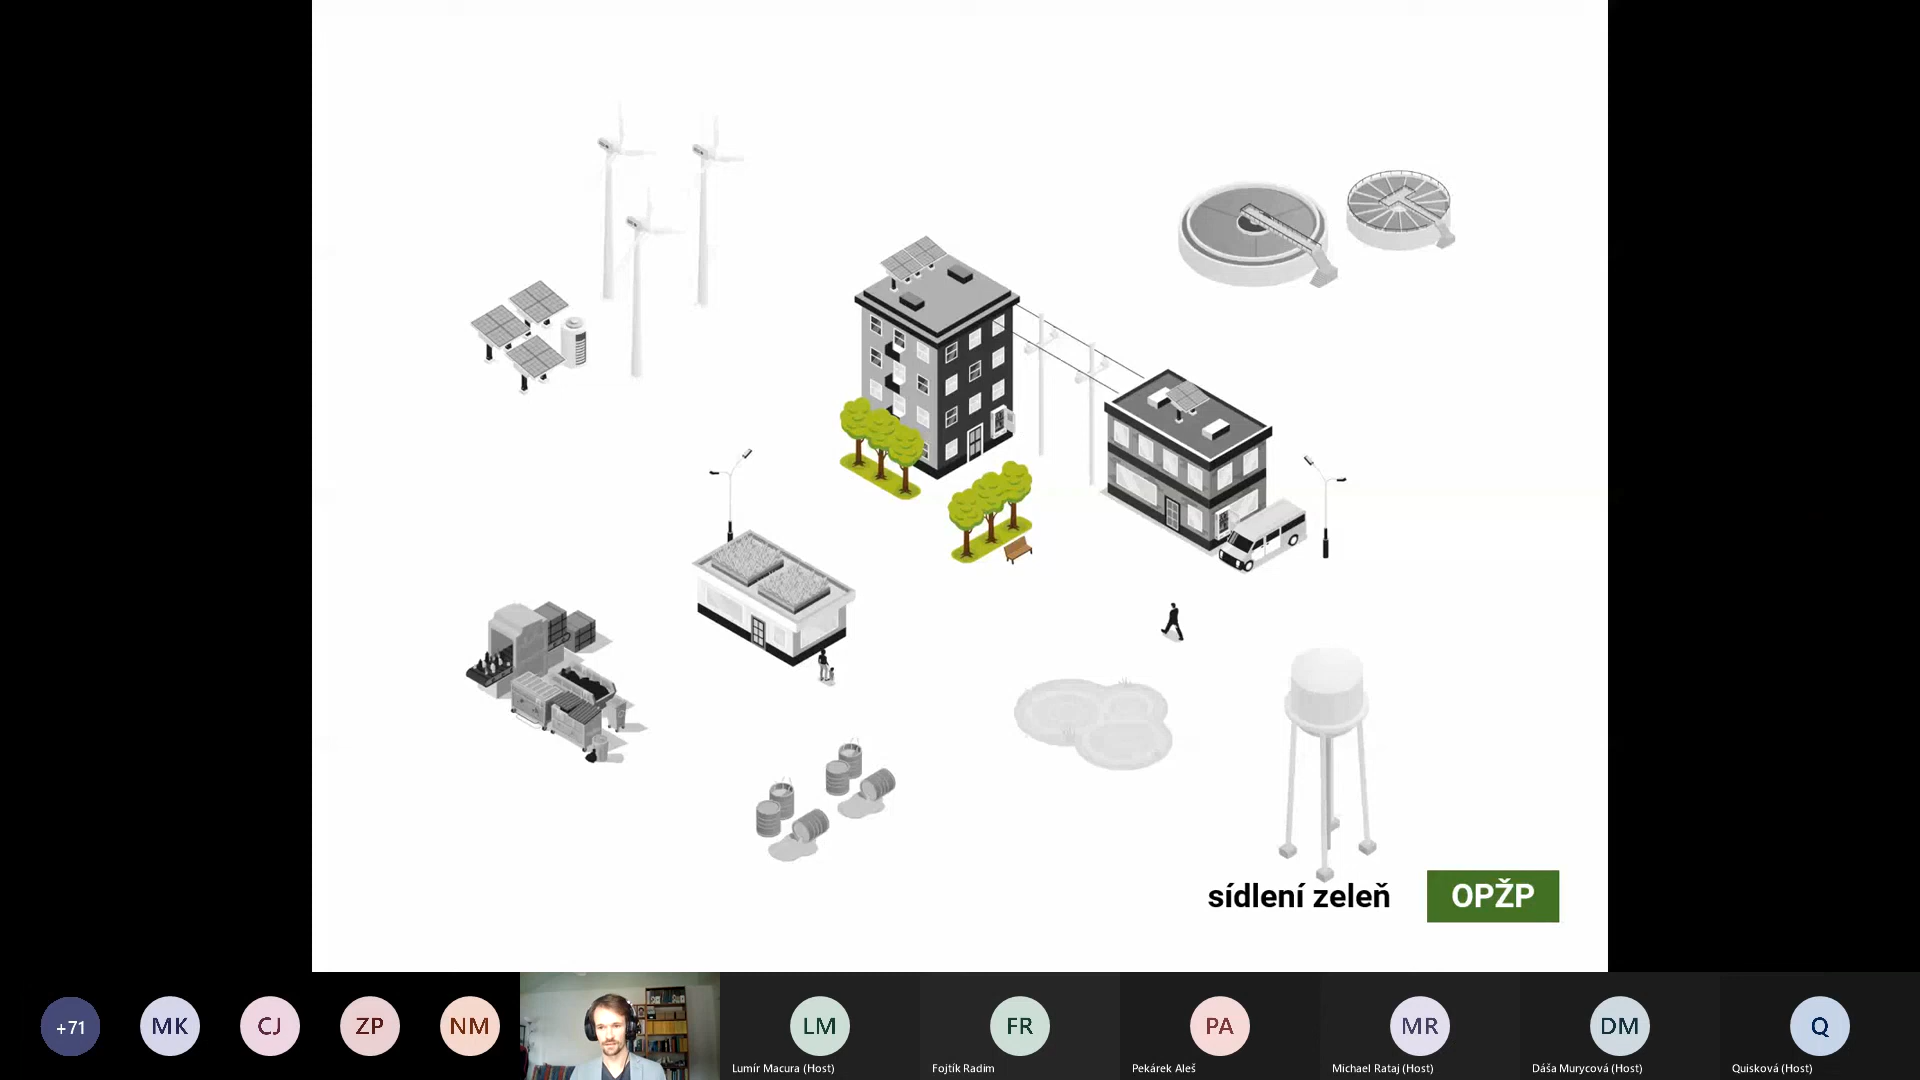 sídlení zeleň
OPŽP
+71
MK
CJ
ZP
NM
LM
FR
PA
MR
DM
Q
Lumír Macura (Host)
Fojtík Radim
Pekárek Aleš
Michael Rataj (Host)
Dáša Murycová (Host)
Quisková (Host)